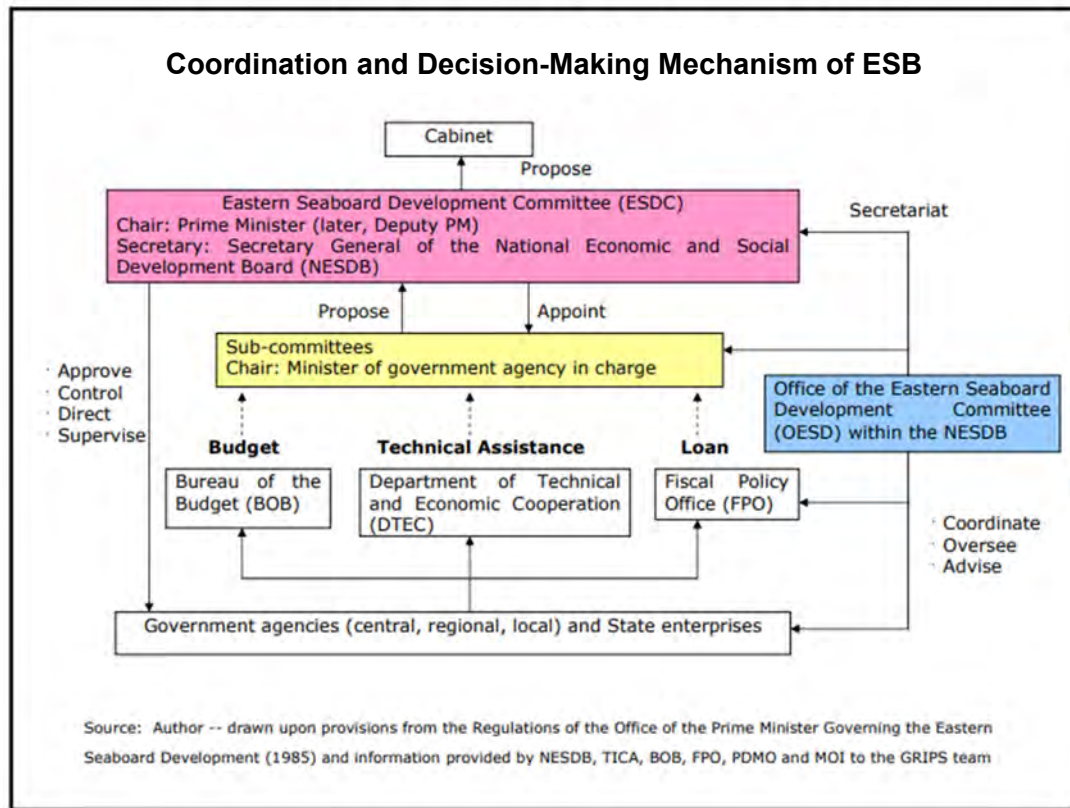 Coordination and Decision-Making Mechanism of ESB
Cabinet
Propose
Eastern Seaboard Development Committee (ESDC)
Chair: Prime Minister (later, Deputy PM)
Secretary: Secretary General of the National Economic and Social
Development Board (NESDB)
Secretariat
Propose
Appoint
Sub-committees
Chair: Minister of government agency in charge
· Approve
· Control
· Direct
· Supervise
Office of the Eastern Seaboard
Development Committee
(OESD) within the NESDB
Budget
Technical Assistance
Loan
Bureau of the
Budget (BOB)
Department of Technical
and Economic Cooperation
(DTEC)
Fiscal Policy
Office (FPO)
· Coordinate
· Oversee
· Advise
Government agencies (central, regional, local) and State enterprises
Source: Author -- drawn upon provisions from the Regulations of the Office of the Prime Minister Governing the Eastern
Seaboard Development (1985) and information provided by NESDB, TICA, BOB, FPO, PDMO and MOI to the GRIPS team